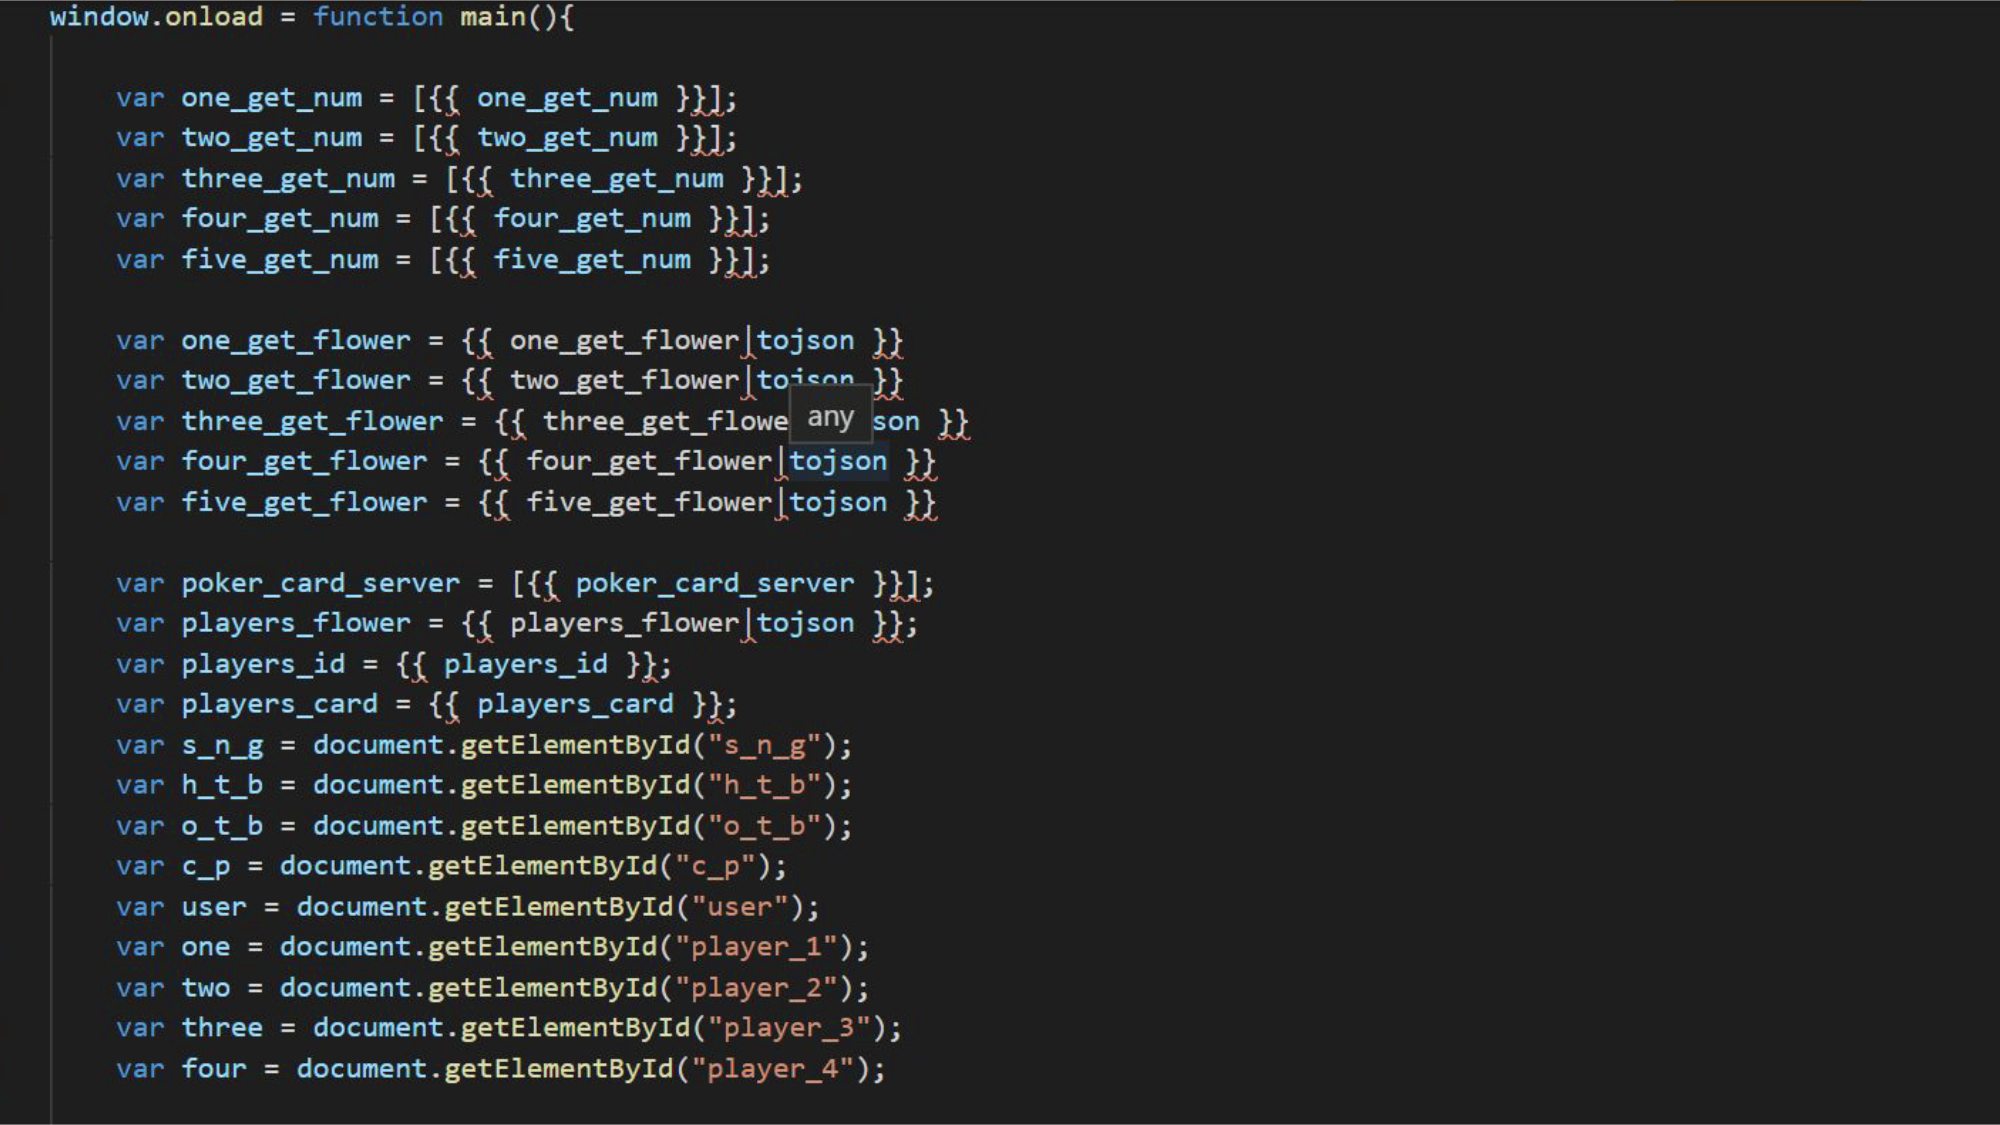 window.onload = function main(){
var one_get_num = [{{ one_get_num }}];
var two_get_num = [{{ two_get_num }}];
var three_get_num = [{{ three_get_num }}];
var four_get_num = [{{ four_get_num }}];
var five_get_num = [{{ five_get_num }}];
var one_get_flower = {{ one_get_flower|tojson }}
var two_get_flower = {{ two_get_flower|tojson }}
any
var three_get_flower = {{ three_get_flowe son }}
var four_get_flower = {{ four_get_flower|tojson }}
var five_get_flower = {{ five_get_flower|tojson }}
var poker_card_server = [{{ poker_card_server }}];
var players_flower = {{ players_flower|tojson }};
var players_id = {{ players_id }};
var players_card = {{ players_card }};
var s_n_g = document.getElementById("s_n_g");
var h_t_b = document.getElementById("h_t_b");
var o_t_b = document.getElementById("o_t_b");
var c_p = document.getElementById("c_p");
var user = document.getElementById("user");
var one = document.getElementById("player_1");
var two = document.getElementById("player_2");
var three = document.getElementById("player_3");
var four = document.getElementById("player_4");